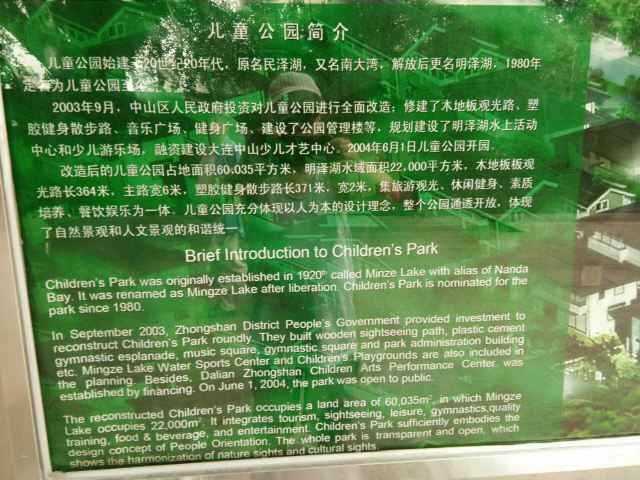 儿童公园简介
儿童公园始建于20世纪20年代，原名民泽湖，又名南大湾，解放后更名明泽湖，1980年
定名为儿童公园至
2003年9月，中山区人民政府投资对儿童公园进行全面改造；修建了木地板观光路、塑
胶健身散步路、音乐广场、健身广场、建设了公园管理楼等，规划建设了明泽湖水上活动
中心和少儿游乐场，融资建设大连中山少儿才艺中心。2004年6月1日儿童公园开园。
改造后的儿童公园占地面积60,035平方米，明泽湖水域面积22,000平方米，木地板板观
光路长364米，主路宽6米，塑胶健身散步路长371米，宽2米，集旅游观光、休闲健身、素质
培养、餐饮娱乐为一体。儿童公园充分体现以人为本的设计理念，整个公园通透开放，体现
了自然景观和人文景观的和谐统一
Brief Introduction to Children's Park
Children's Park was originally established in 1920th called Minze Lake with alias of Nanda
Bay. It was renamed as Mingze Lake after liberation. Children's Park is nominated for the
park since 1980.
In September 2003, Zhongshan District People's Government provided investment to
reconstruct Children's Park roundly. They built wooden sightseeing path, plastic cement
gymnastic esplanade, music square, gymnastic square and park administration building
etc. Mingze Lake Water Sports Center and Children's Playgrounds are also included in
the planning. Besides, Dalian Zhongshan Children Arts Performance Center was
established by financing. On June 1, 2004, the park was open to public.
The reconstructed Children's Park occupies a land area of 60,035m², in which Mingze
Lake occupies 22,000m². It integrates tourism, sightseeing, leisure, gymnastics,quality
training, food & beverage, and entertainment. Children's Park sufficiently embodies the
design concept of People Orientation. The whole park is transparent and open, which
shows the harmonization of nature sights and cultural sights.